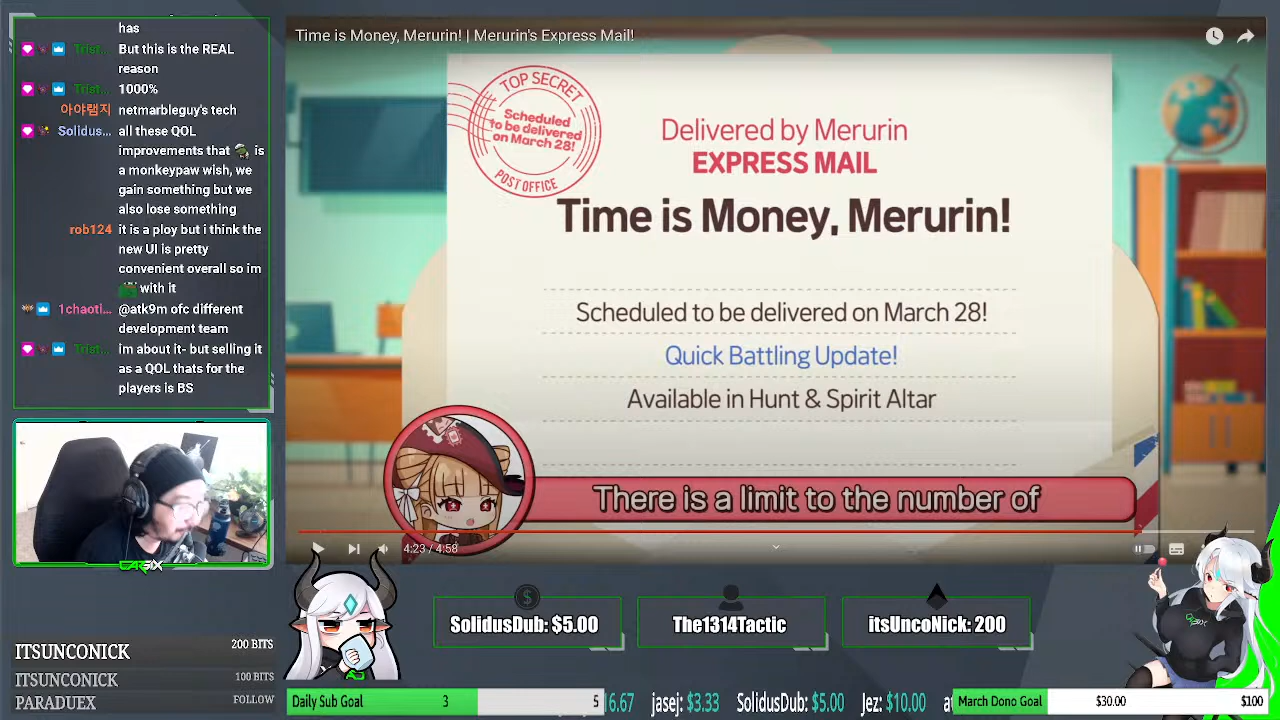 has
Trist... But this is the REAL
reason
Trist... 1000%
아야램지 netmarbleguy's tech
Solidus... all these QOL
improvements that is
a monkeypaw wish, we
gain something but we
also lose something
rob124 it is a ploy but i think the
new UI is pretty
convenient overall so im
with it
1chaoti... @atk9m ofc different
development team
Trist... im about it- but selling it
as a QOL thats for the
players is BS
Time is Money, Merurin! | Merurin's Express Mail!
TOP SECRET
Scheduled
to be delivered
on March 28!
POST OFFICE
Delivered by Merurin
EXPRESS MAIL
Time is Money, Merurin!
Scheduled to be delivered on March 28!
Quick Battling Update!
Available in Hunt & Spirit Altar
There is a limit to the number of
4:23 / 4:58
SolidusDub: $5.00
The1314Tactic
itsUncoNick: 200
ITSUNCONICK 200 BITS
ITSUNCONICK 100 BITS
PARADUEX FOLLOW
Daily Sub Goal 3 5
16.67 jasej: $3.33 SolidusDub: $5.00 Jez: $10.00
March Dono Goal $30.00 $100